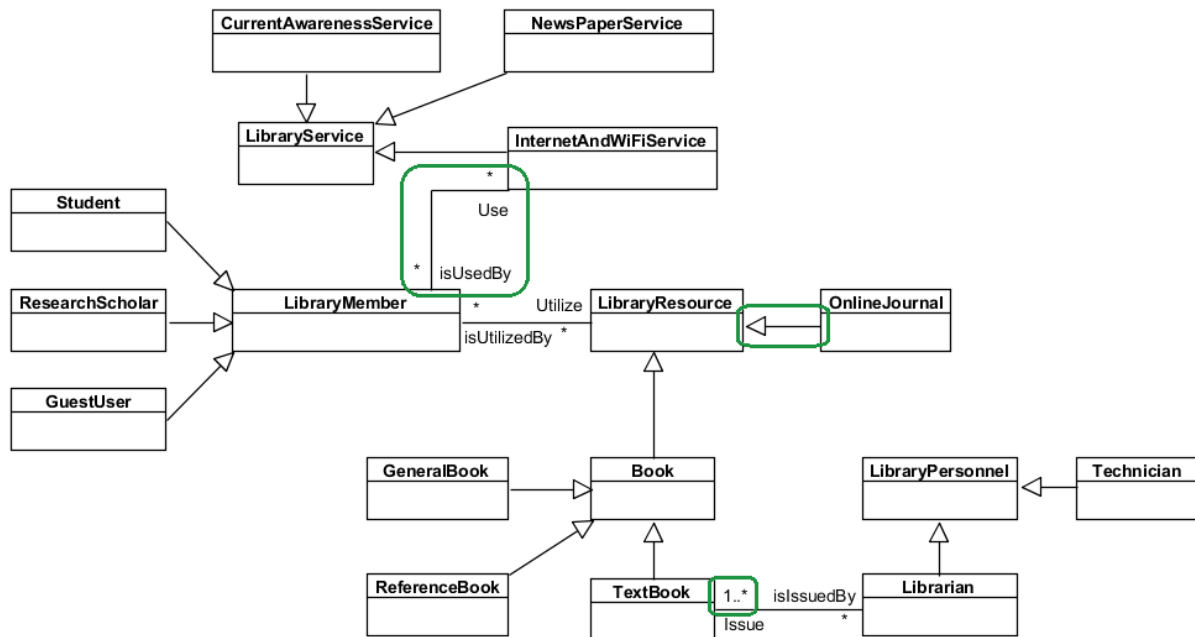 CurrentAwarenessService
NewsPaperService
LibraryService
InternetAndWiFiService
*
Use
Student
*
isUsedBy
ResearchScholar
LibraryMember
*
Utilize
LibraryResource
OnlineJournal
isUtilizedBy
*
GuestUser
GeneralBook
Book
LibraryPersonnel
Technician
ReferenceBook
TextBook
1..*
isIssuedBy
Librarian
Issue
*